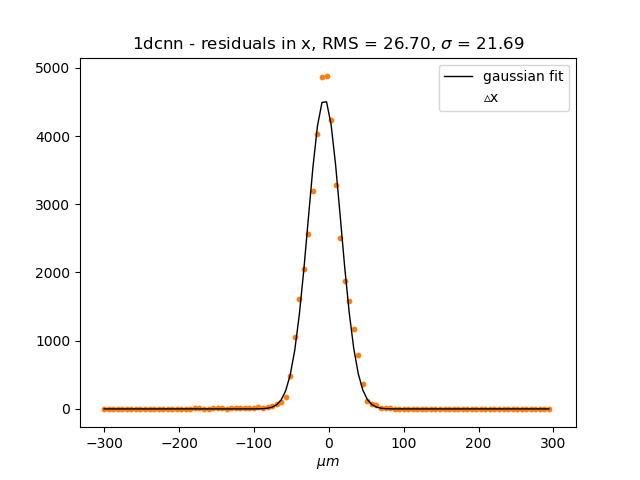 1dcnn - residuals in x, RMS = 26.70, σ = 21.69
gaussian fit
△x
5000
4000
3000
2000
1000
0
−300 −200 −100 0 100 200 300
μm